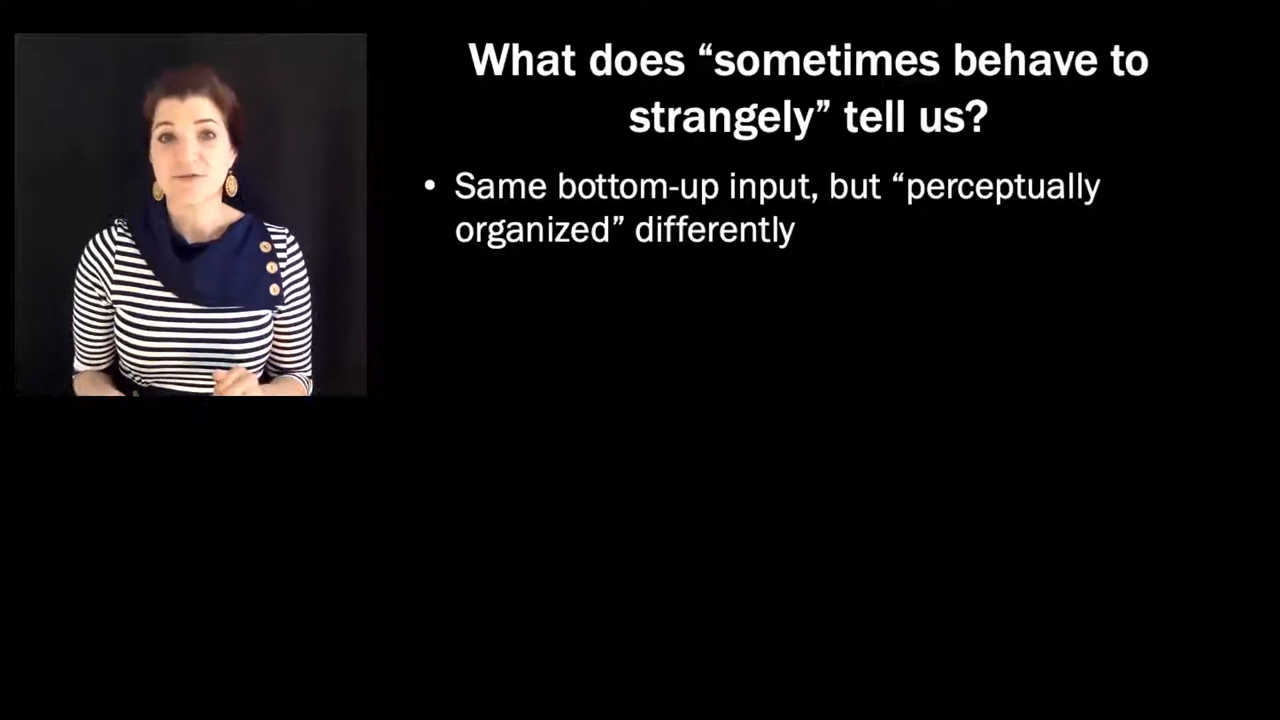 What does “sometimes behave to
strangely” tell us?
• Same bottom-up input, but “perceptually
organized” differently